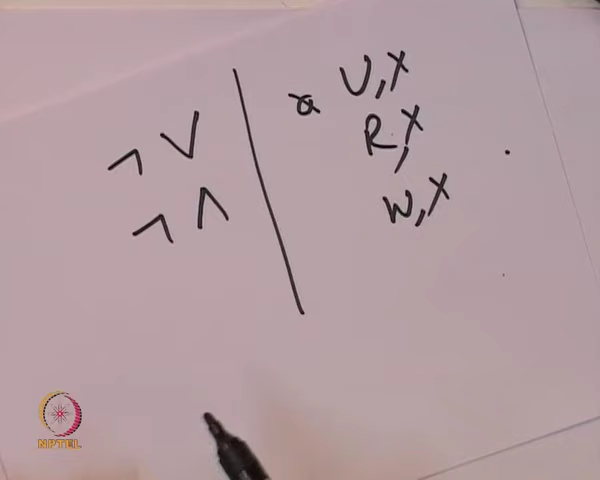 ¬ ∨
¬ ∧
U, X
R, X
W, X
NPTEL